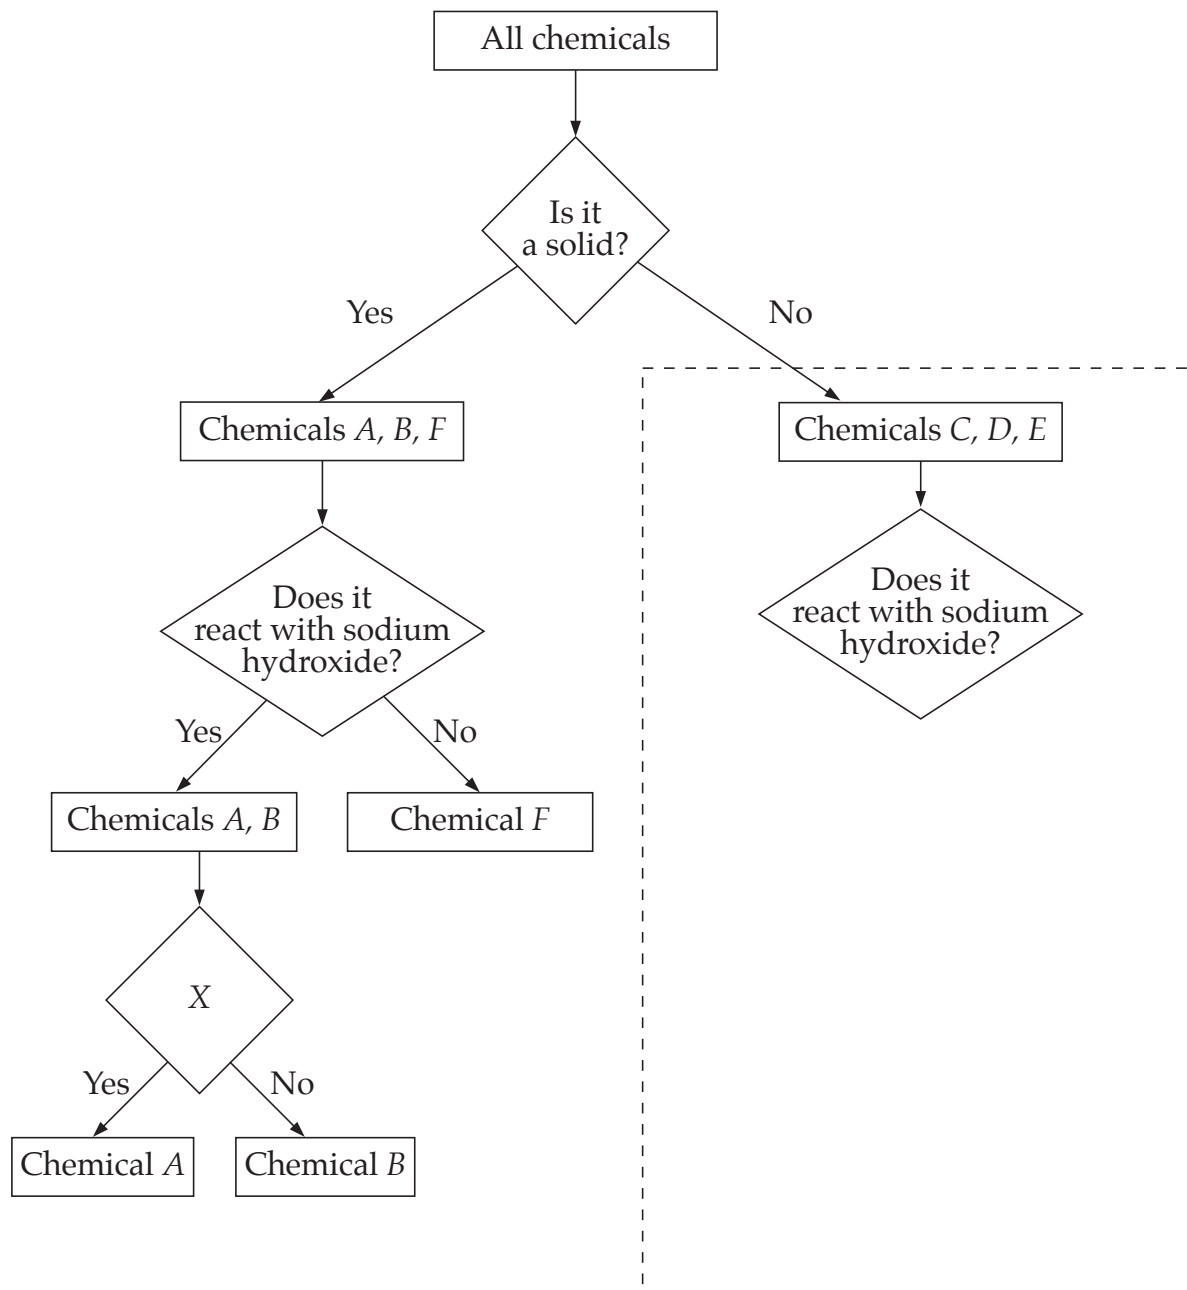 All chemicals
Is it
a solid?
Yes
No
Chemicals A, B, F
Chemicals C, D, E
Does it
react with sodium
hydroxide?
Does it
react with sodium
hydroxide?
Yes
No
Chemicals A, B
Chemical F
X
Yes
No
Chemical A
Chemical B